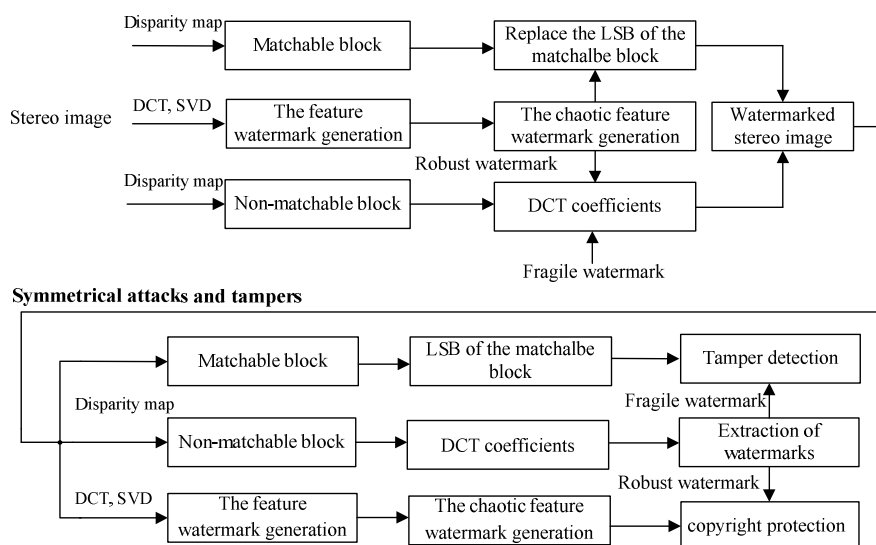 Disparity map
Matchable block
Replace the LSB of the
matchalbe block
Stereo image
DCT, SVD
The feature
watermark generation
The chaotic feature
watermark generation
Watermarked
stereo image
Robust watermark
Disparity map
Non-matchable block
DCT coefficients
Fragile watermark
Symmetrical attacks and tampers
Matchable block
LSB of the matchalbe
block
Tamper detection
Disparity map
Fragile watermark
Non-matchable block
DCT coefficients
Extraction of
watermarks
Robust watermark
DCT, SVD
The feature
watermark generation
The chaotic feature
watermark generation
copyright protection